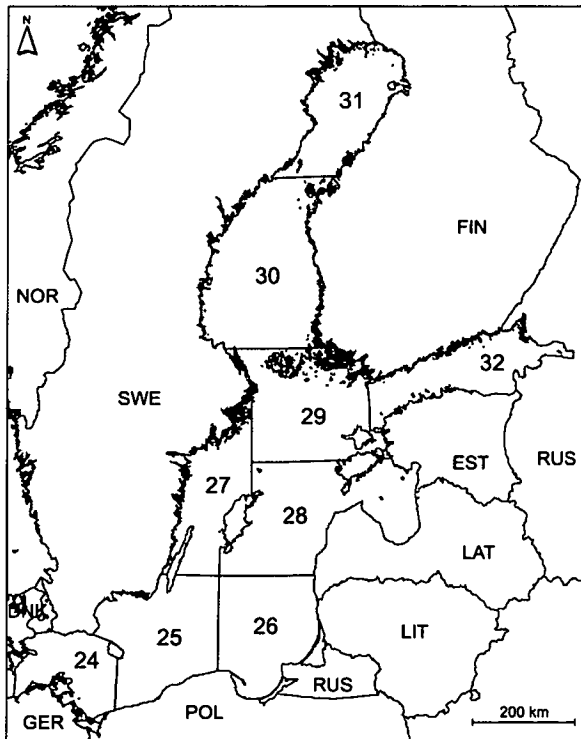 N
31
FIN
30
NOR
32
SWE
29
EST
RUS
27
28
LAT
DNK
25
26
LIT
24
RUS
GER
POL
200 km